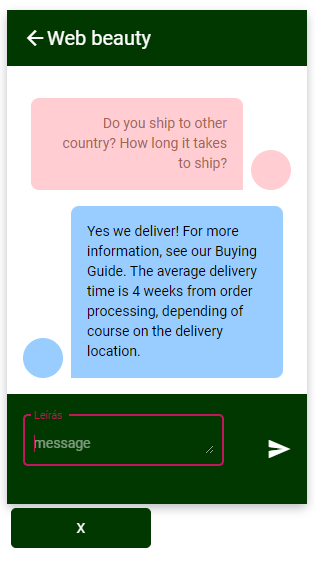 Web beauty
Do you ship to other
country? How long it takes
to ship?
Yes we deliver! For more
information, see our Buying
Guide. The average delivery
time is 4 weeks from order
processing, depending of
course on the delivery
location.
Leírás
message
X